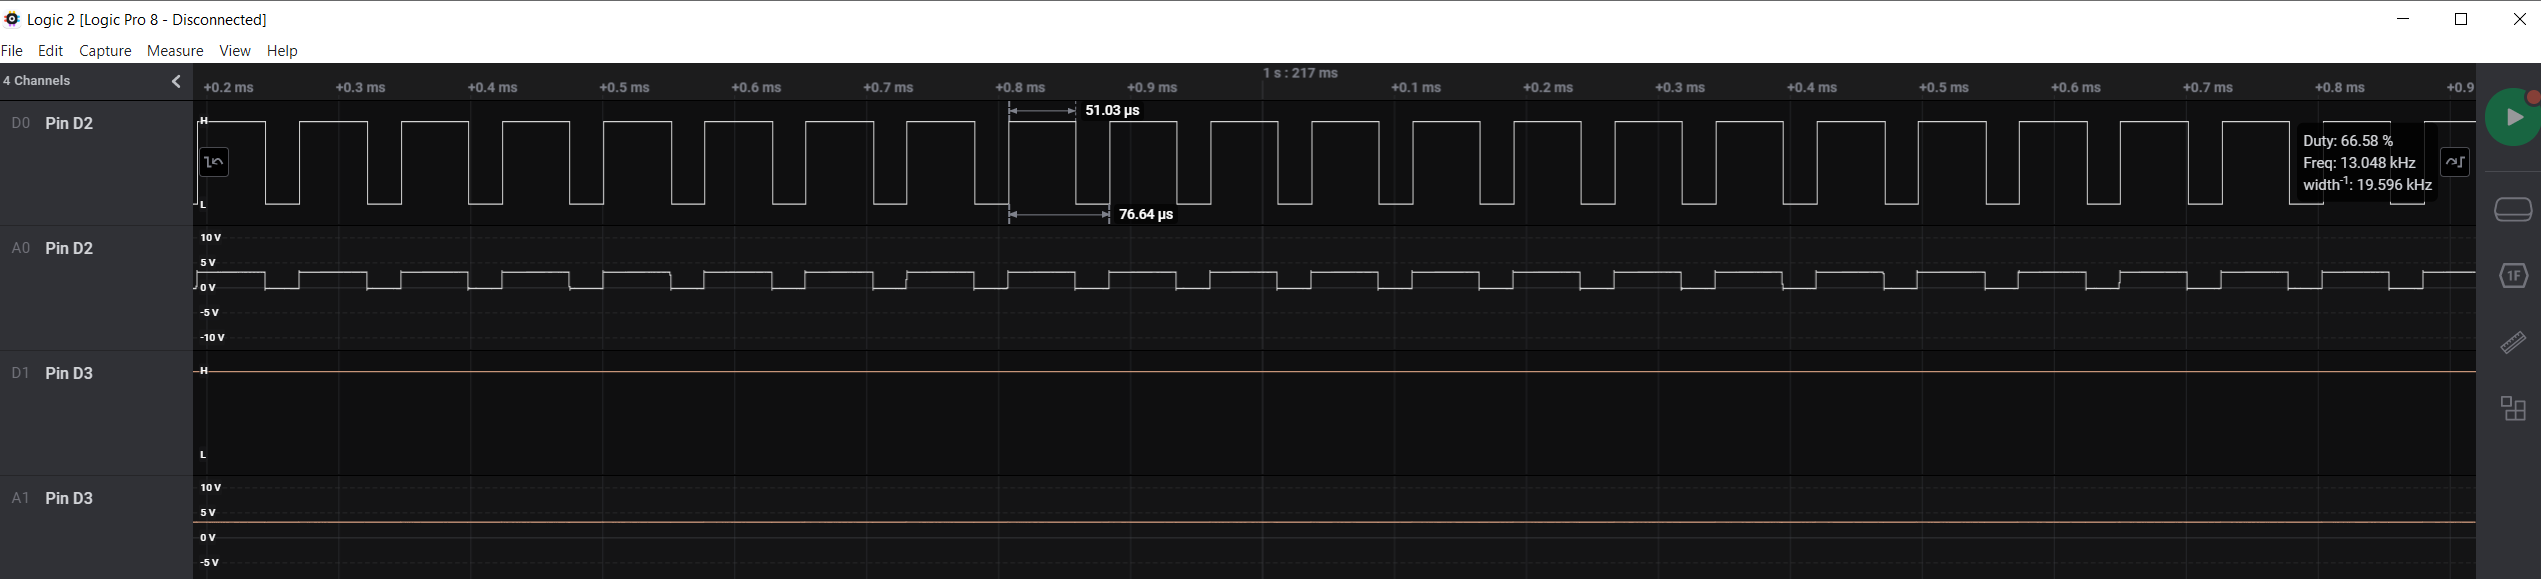 Logic 2 [Logic Pro 8 - Disconnected]
File Edit Capture Measure View Help
4 Channels
1 s : 217 ms
+0.2 ms +0.3 ms +0.4 ms +0.5 ms +0.6 ms +0.7 ms +0.8 ms +0.9 ms +0.1 ms +0.2 ms +0.3 ms +0.4 ms +0.5 ms +0.6 ms +0.7 ms +0.8 ms +0.9
D0 Pin D2
H
51.03 µs
Duty: 66.58 %
Freq: 13.048 kHz
width-1: 19.596 kHz
L
76.64 µs
A0 Pin D2
10 V
5 V
0 V
-5 V
-10 V
1F
D1 Pin D3
H
L
A1 Pin D3
10 V
5 V
0 V
-5 V